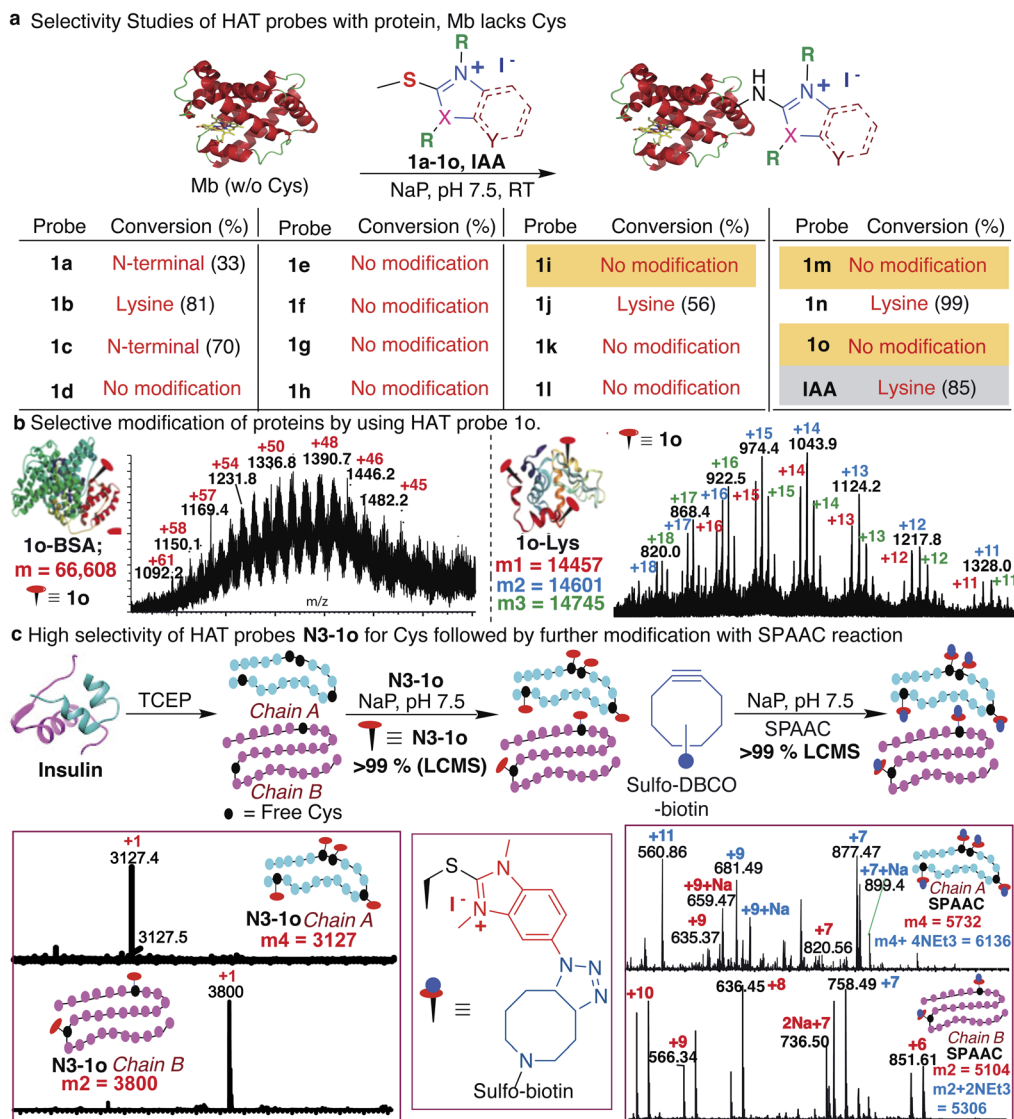 a Selectivity Studies of HAT probes with protein, Mb lacks Cys
Mb (w/o Cys)
S
R
N
+
I -
X
R
Y
1a-1o, IAA
NaP, pH 7.5, RT
H
N
R
N
+
I -
X
R
Y
Probe Conversion (%) Probe Conversion (%) Probe Conversion (%) Probe Conversion (%)
1a N-terminal (33) 1e No modification 1i No modification 1m No modification
1b Lysine (81) 1f No modification 1j Lysine (56) 1n Lysine (99)
1c N-terminal (70) 1g No modification 1k No modification 1o No modification
1d No modification 1h No modification 1l No modification IAA Lysine (85)
b Selective modification of proteins by using HAT probe 1o.
1o-BSA;
m = 66,608
≡ 1o
+61
1092.2
+58
1150.1
+57
1169.4
+54
1231.8
+50
1336.8
+48
1390.7
+46
1446.2
1482.2
+45
m/z
1o-Lys
m1 = 14457
m2 = 14601
m3 = 14745
≡ 1o
+18
820.0
+18
+17
+17
868.4
+16
+16
+16
922.5
+15
+15
974.4
+15
+14
+14
1043.9
+14
+13
+13
1124.2
+13
+12
+12
1217.8
+12
+11
+11
1328.0
+11
c High selectivity of HAT probes N3-1o for Cys followed by further modification with SPAAC reaction
Insulin
TCEP
Chain A
Chain B
= Free Cys
N3-1o
NaP, pH 7.5
≡ N3-1o
>99 % (LCMS)
Sulfo-DBCO
-biotin
NaP, pH 7.5
SPAAC
>99 % LCMS
+1
3127.4
3127.5
N3-1o Chain A
m4 = 3127
+1
3800
N3-1o Chain B
m2 = 3800
S
N
I-
N
+
≡
N
N
N
N
Sulfo-biotin
+11
560.86
+9
635.37
+9+Na
659.47
+9
681.49
+9+Na
+7
820.56
+7
877.47
+7+Na
899.4
Chain A
SPAAC
m4 = 5732
m4+ 4NEt3 = 6136
+10
+9
566.34
636.45
+8
2Na+7
736.50
758.49
+7
+6
851.61
Chain B
SPAAC
m2 = 5104
m2+2NEt3
= 5306